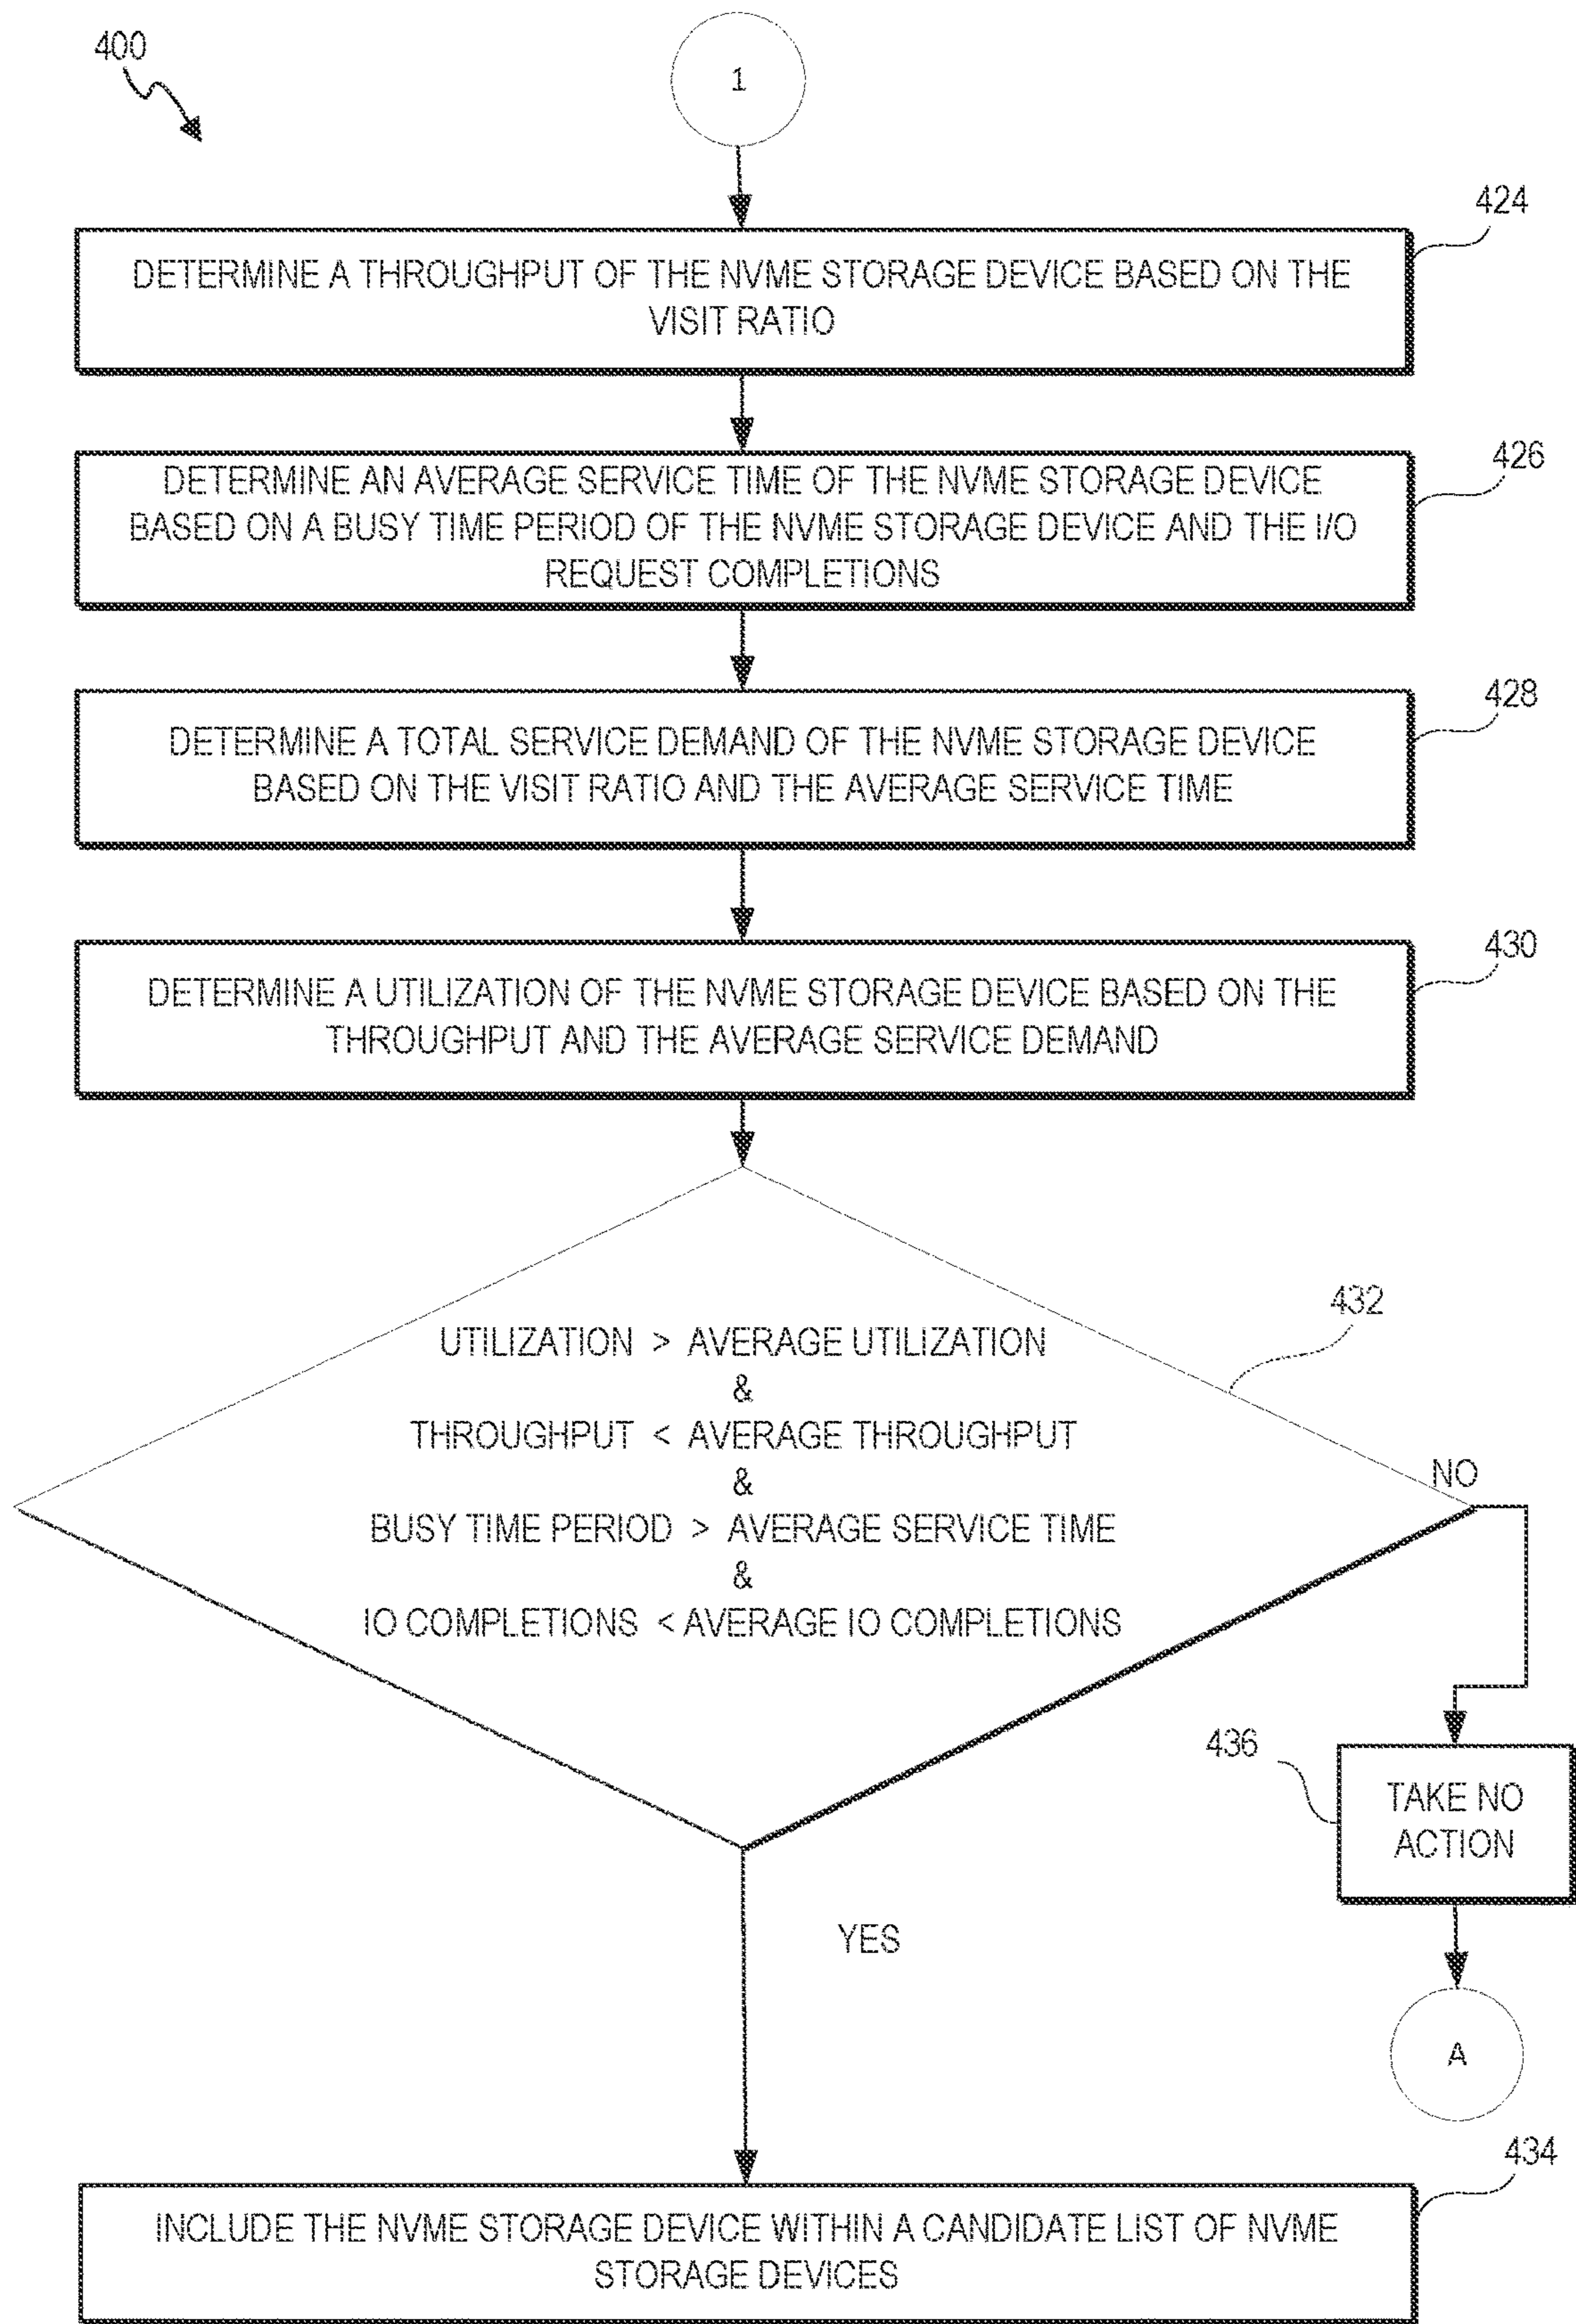 400
1
424
DETERMINE A THROUGHPUT OF THE NVME STORAGE DEVICE BASED ON THE
VISIT RATIO
426
DETERMINE AN AVERAGE SERVICE TIME OF THE NVME STORAGE DEVICE
BASED ON A BUSY TIME PERIOD OF THE NVME STORAGE DEVICE AND THE I/O
REQUEST COMPLETIONS
428
DETERMINE A TOTAL SERVICE DEMAND OF THE NVME STORAGE DEVICE
BASED ON THE VISIT RATIO AND THE AVERAGE SERVICE TIME
430
DETERMINE A UTILIZATION OF THE NVME STORAGE DEVICE BASED ON THE
THROUGHPUT AND THE AVERAGE SERVICE DEMAND
432
UTILIZATION > AVERAGE UTILIZATION
&
THROUGHPUT < AVERAGE THROUGHPUT
&
BUSY TIME PERIOD > AVERAGE SERVICE TIME
&
IO COMPLETIONS < AVERAGE IO COMPLETIONS
NO
436
TAKE NO
ACTION
YES
A
434
INCLUDE THE NVME STORAGE DEVICE WITHIN A CANDIDATE LIST OF NVME
STORAGE DEVICES